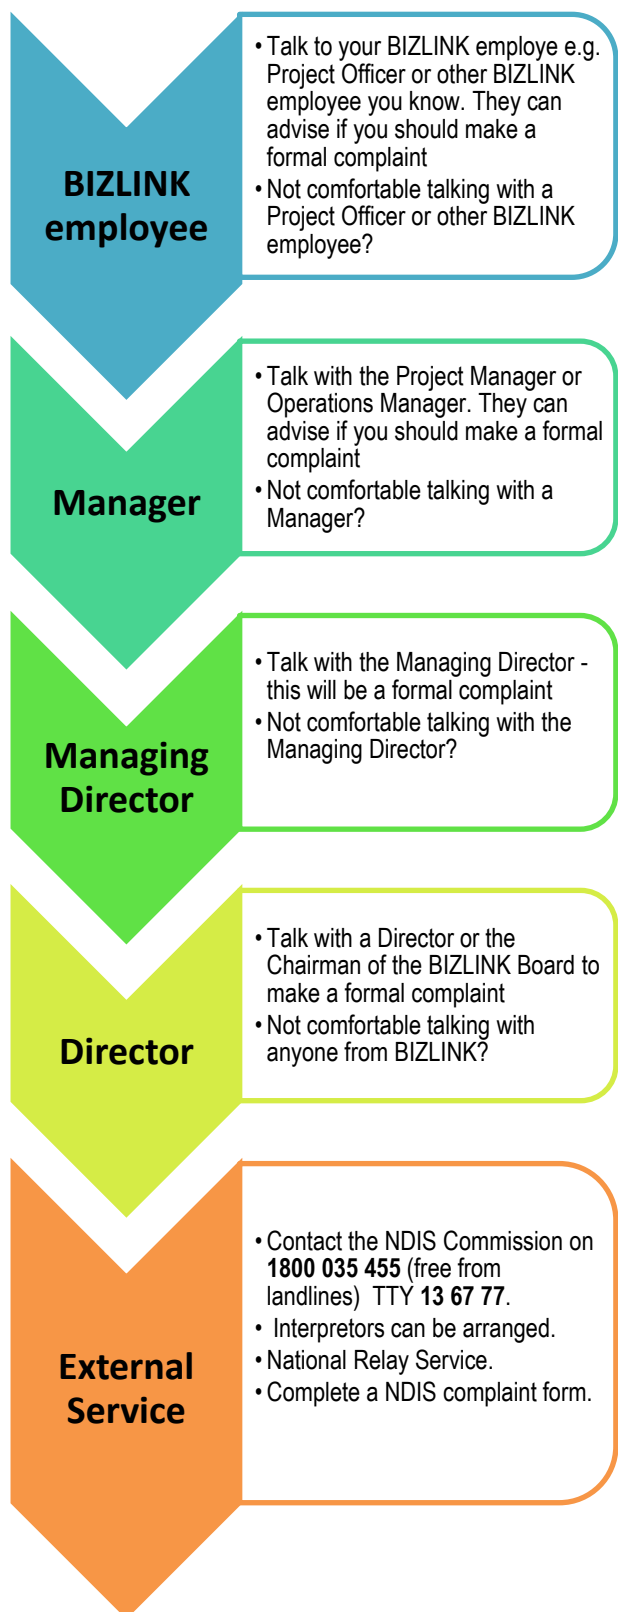 BIZLINK
employee
• Talk to your BIZLINK employe e.g.
Project Officer or other BIZLINK
employee you know. They can
advise if you should make a
formal complaint
• Not comfortable talking with a
Project Officer or other BIZLINK
employee?
Manager
• Talk with the Project Manager or
Operations Manager. They can
advise if you should make a formal
complaint
• Not comfortable talking with a
Manager?
Managing
Director
• Talk with the Managing Director -
this will be a formal complaint
• Not comfortable talking with the
Managing Director?
Director
• Talk with a Director or the
Chairman of the BIZLINK Board to
make a formal complaint
• Not comfortable talking with
anyone from BIZLINK?
External
Service
• Contact the NDIS Commission on
1800 035 455 (free from
landlines)  TTY 13 67 77.
•  Interpretors can be arranged.
• National Relay Service.
• Complete a NDIS complaint form.